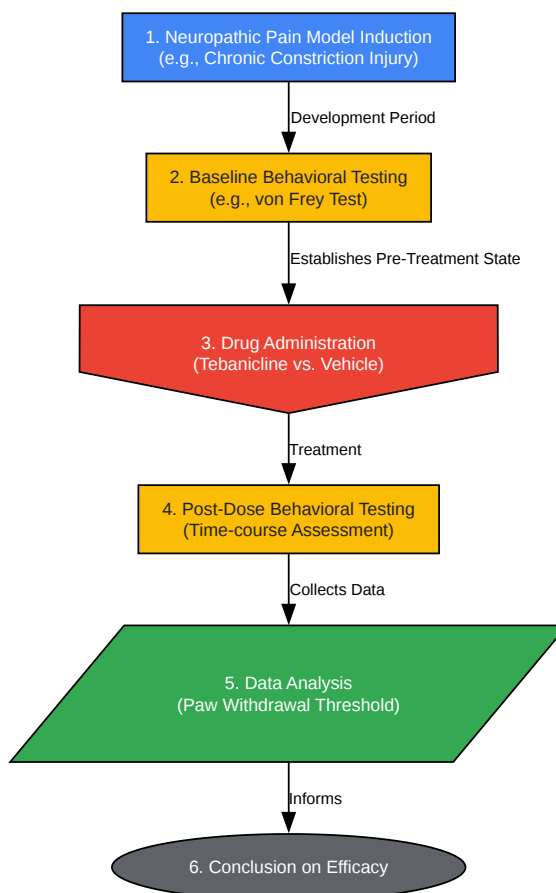 1. Neuropathic Pain Model Induction
(e.g., Chronic Constriction Injury)
Development Period
2. Baseline Behavioral Testing
(e.g., von Frey Test)
Establishes Pre-Treatment State
3. Drug Administration
(Tebanicline vs. Vehicle)
Treatment
4. Post-Dose Behavioral Testing
(Time-course Assessment)
Collects Data
5. Data Analysis
(Paw Withdrawal Threshold)
Informs
6. Conclusion on Efficacy